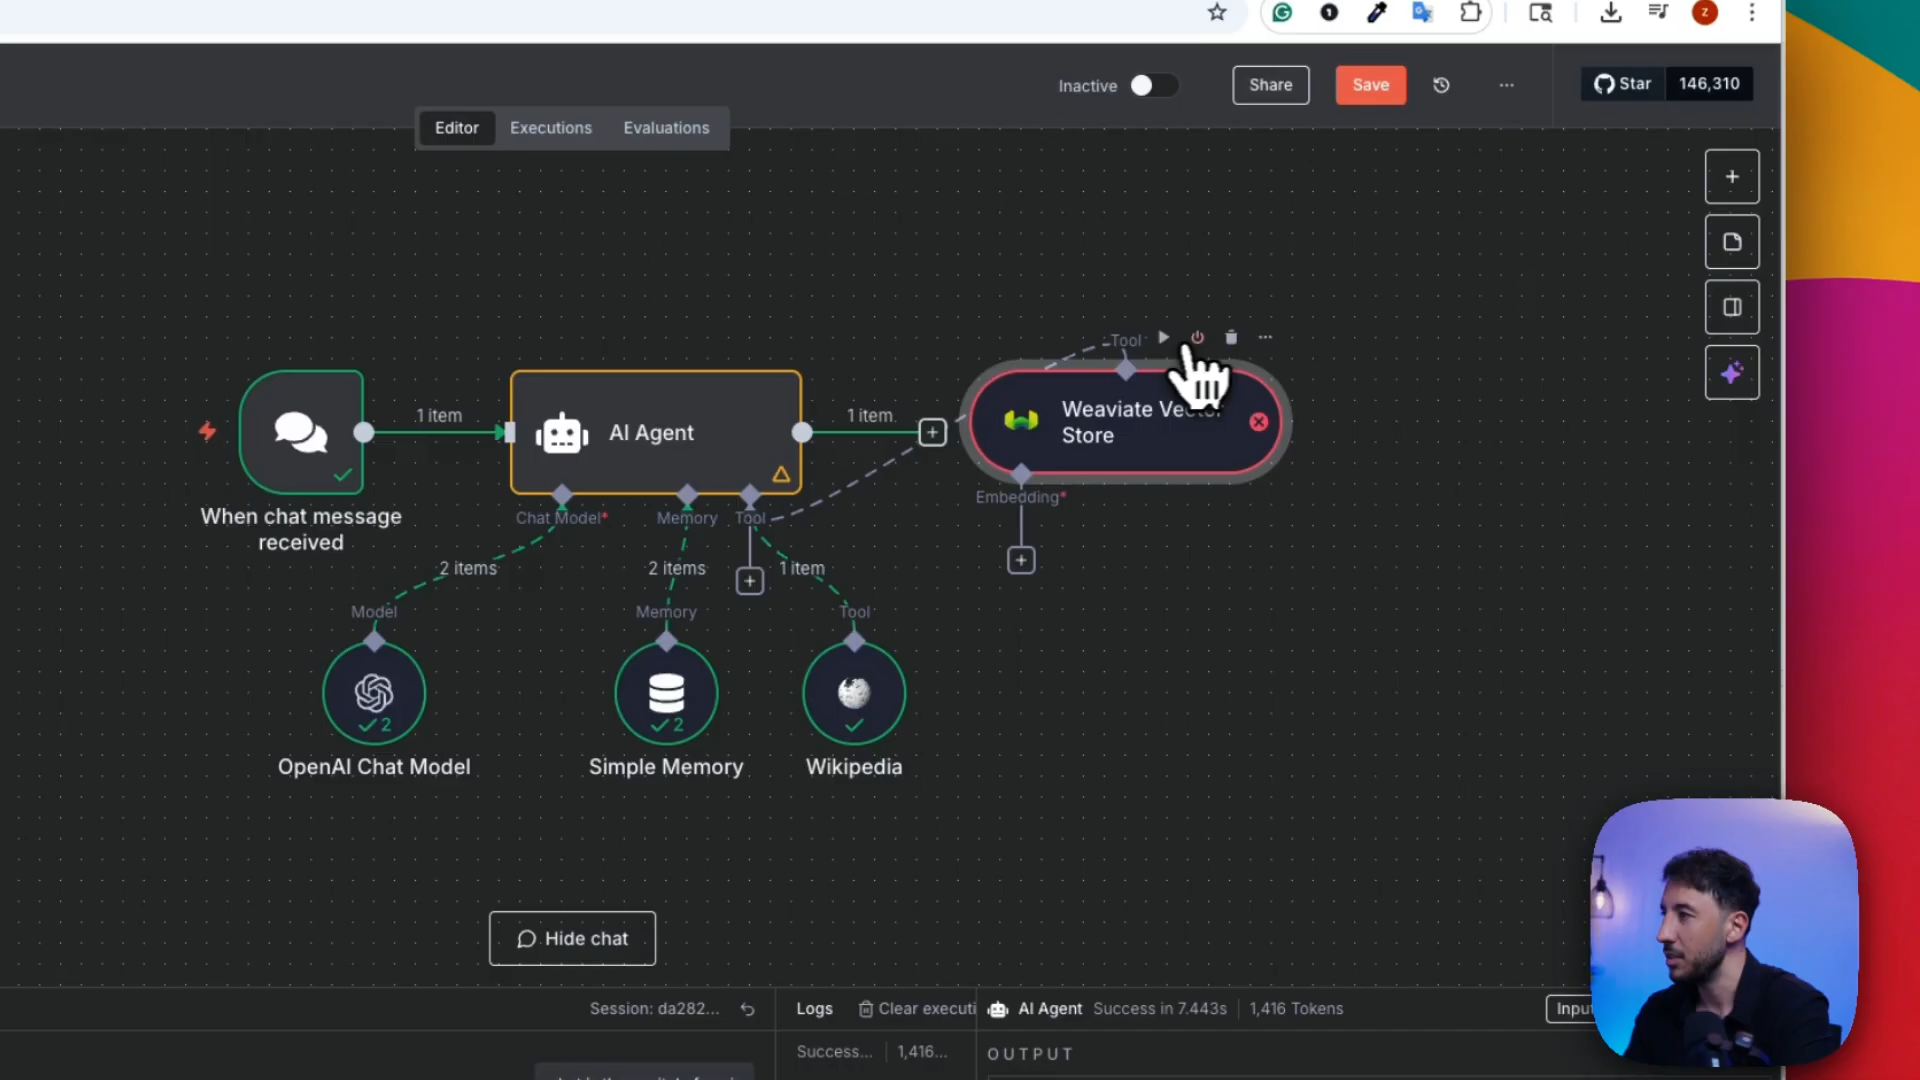 z
Inactive
Share
Save
Star
146,310
Editor
Executions
Evaluations
Tool
1 item
1 item
AI Agent
Weaviate
Store
Embedding*
When chat message
received
Chat Model*
Memory
Tool
2 items
2 items
1 item
Model
Memory
Tool
2
2
OpenAI Chat Model
Simple Memory
Wikipedia
Hide chat
Session: da282...
Logs
Clear executi
AI Agent
Success in 7.443s
1,416 Tokens
Input
Success...
1,416...
OUTPUT